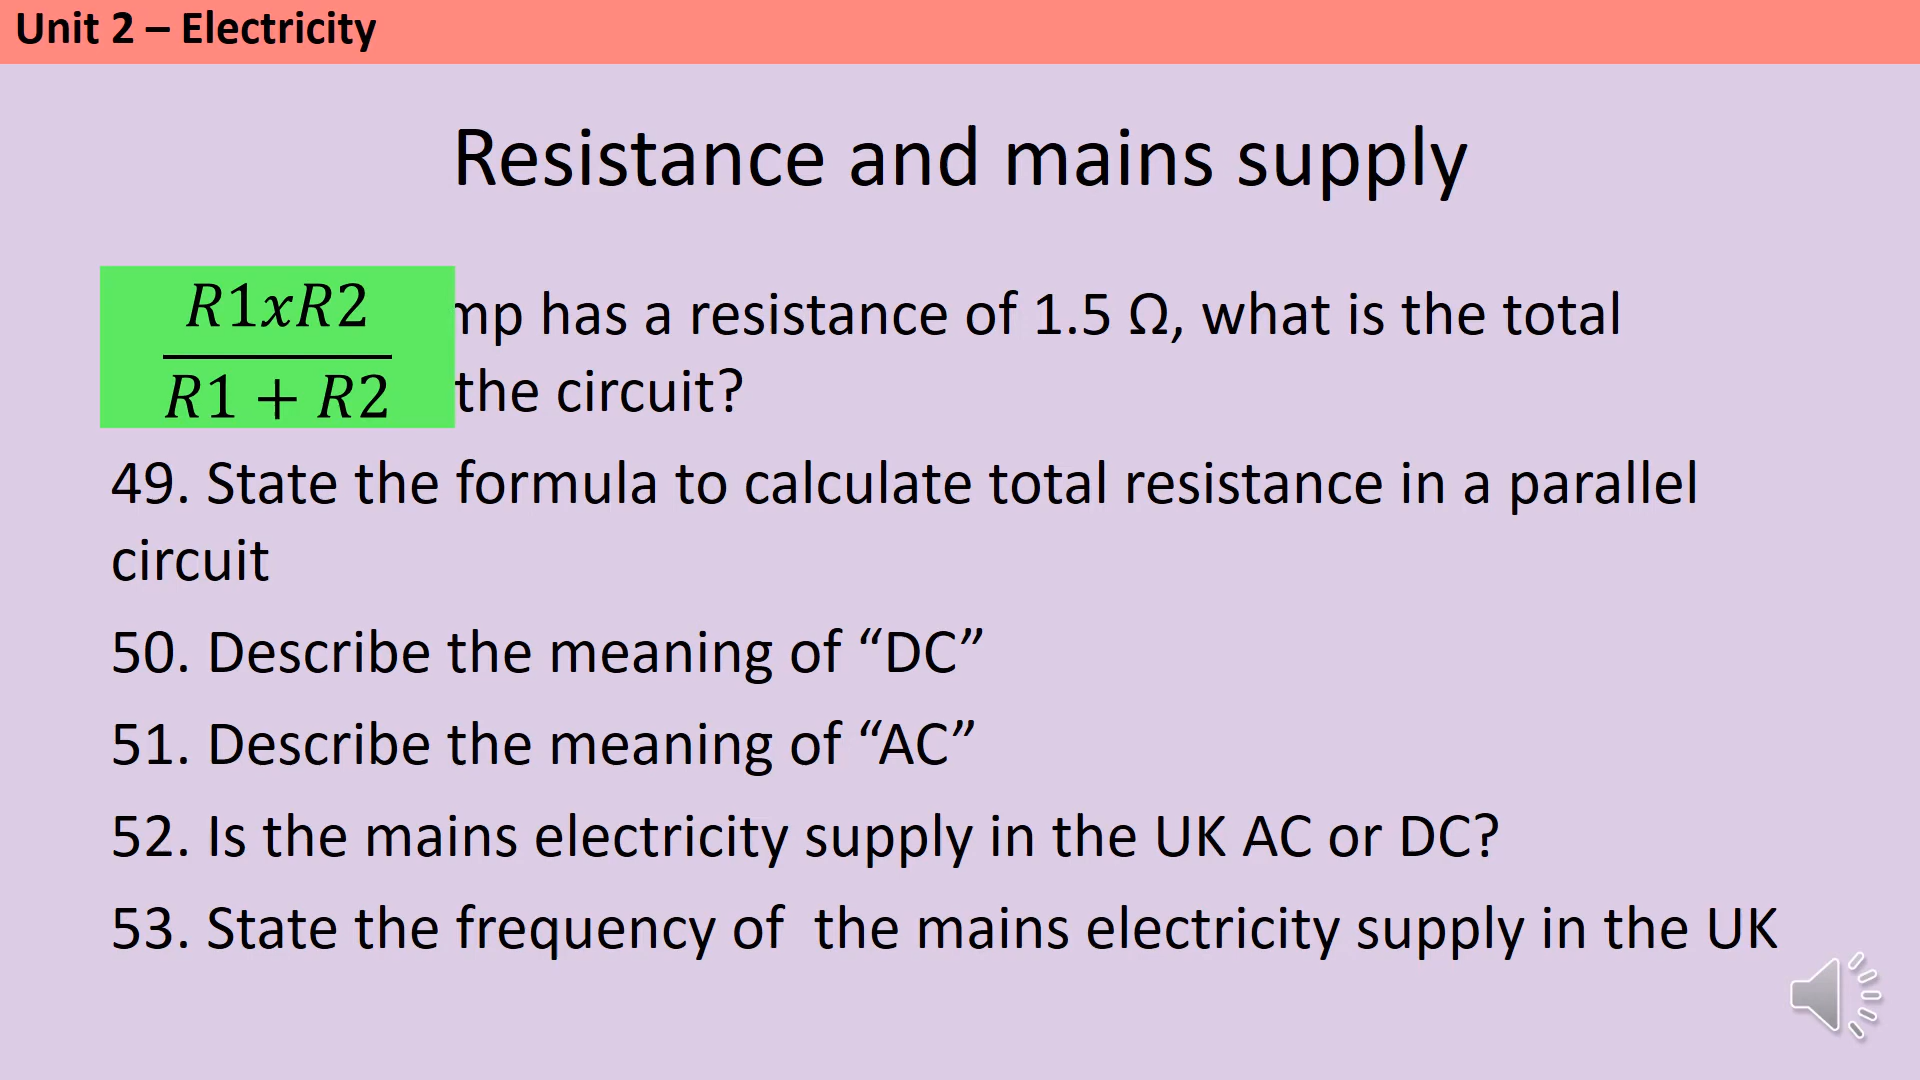 Unit 2 – Electricity
Resistance and mains supply
R1xR2
R1 + R2
has a resistance of 1.5 Ω, what is the total
the circuit?
49. State the formula to calculate total resistance in a parallel
circuit
50. Describe the meaning of “DC”
51. Describe the meaning of “AC”
52. Is the mains electricity supply in the UK AC or DC?
53. State the frequency of  the mains electricity supply in the UK